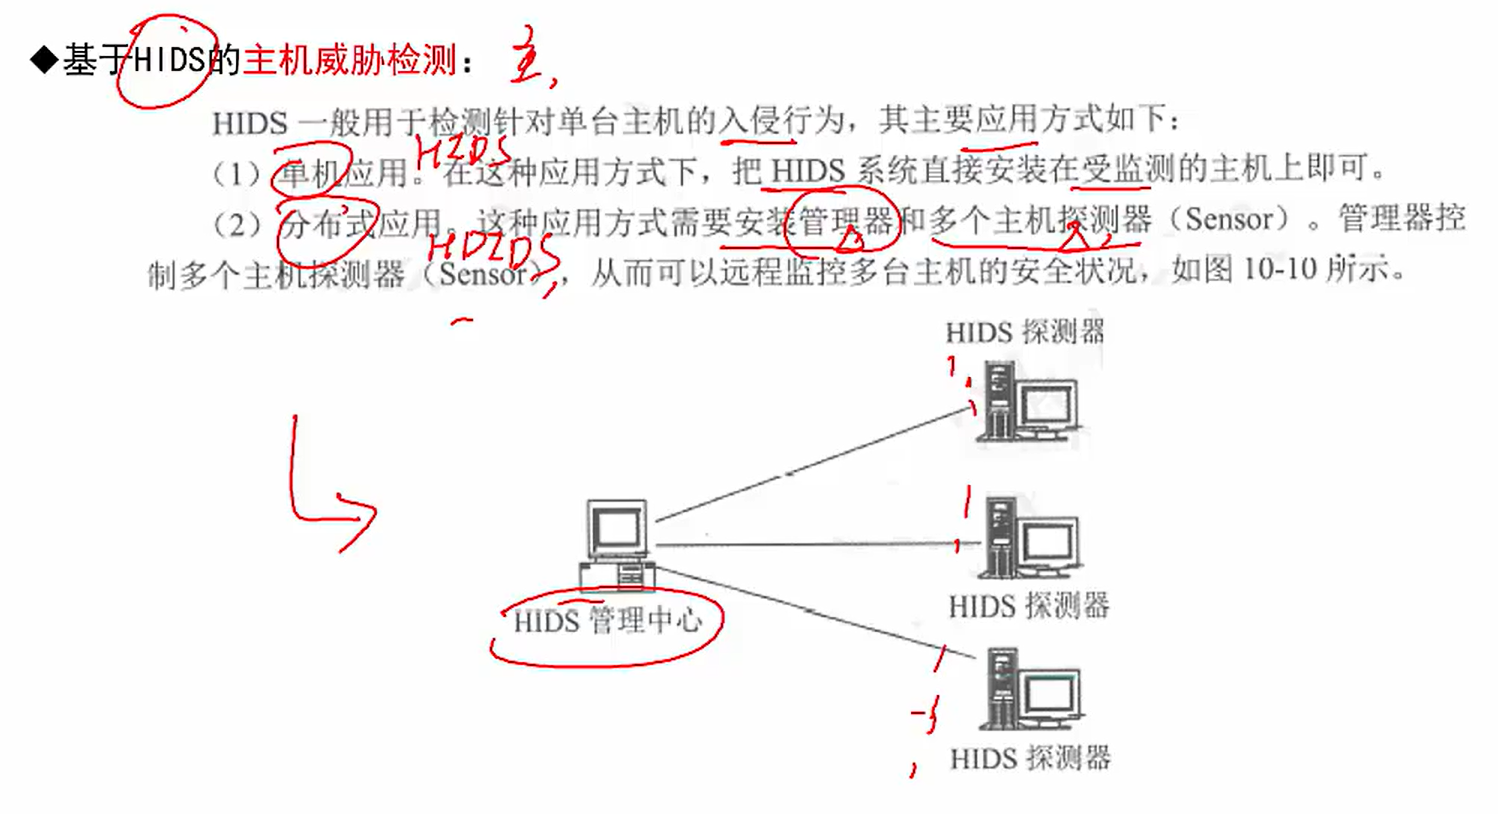 ◆基于HIDS的主机威胁检测：主
HIDS 一般用于检测针对单台主机的入侵行为，其主要应用方式如下：
HIDS
（1）单机应用。在这种应用方式下，把 HIDS 系统直接安装在受监测的主机上即可。
（2）分布式应用。这种应用方式需要安装管理器和多个主机探测器（Sensor）。管理器控
HDIDS
制多个主机探测器（Sensor），从而可以远程监控多台主机的安全状况，如图 10-10 所示。
HIDS 探测器
HIDS 探测器
HIDS 管理中心
HIDS 探测器